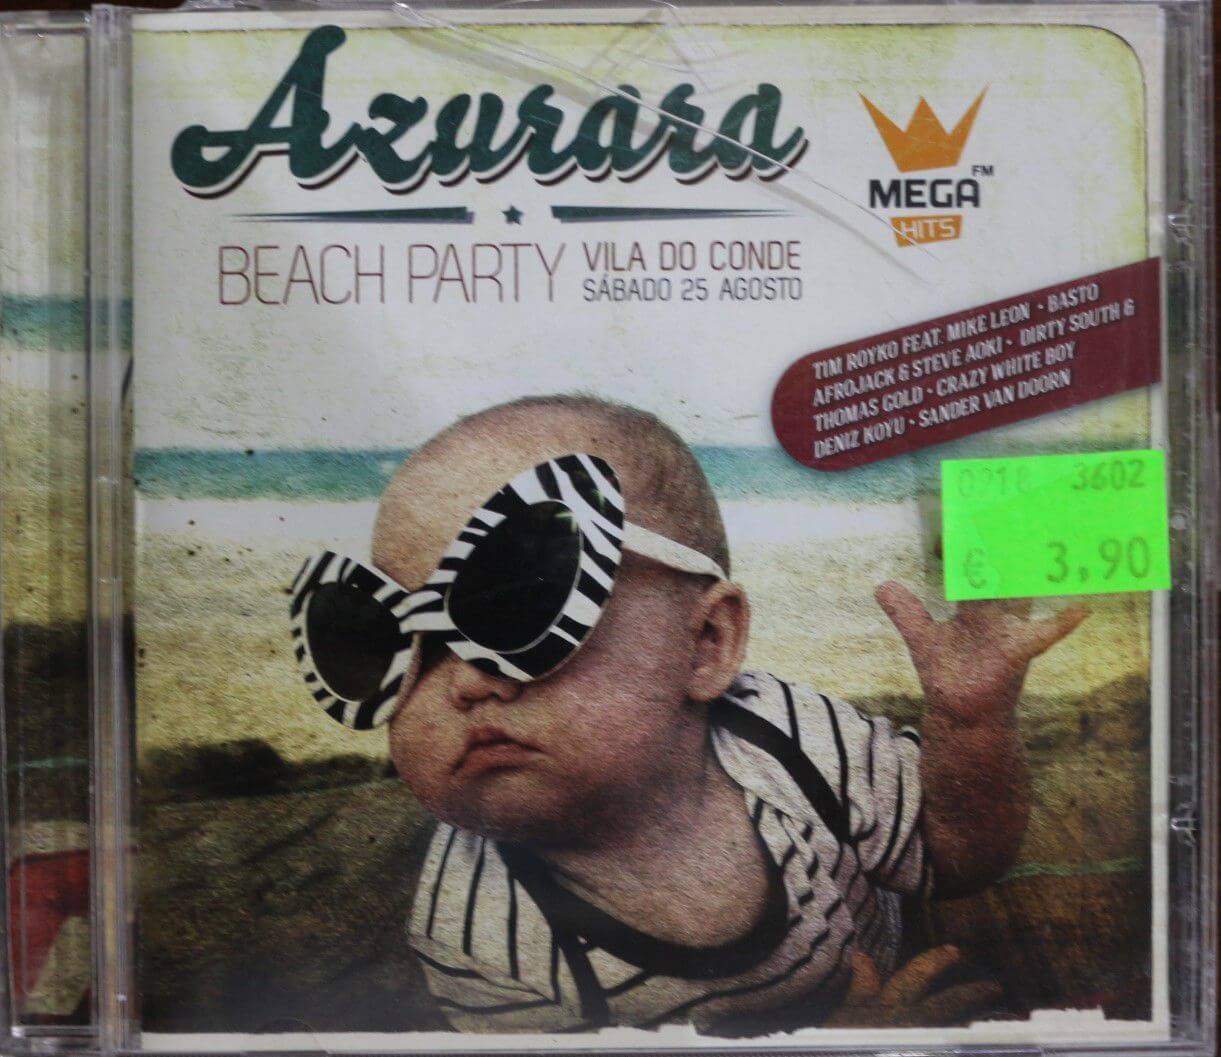 Azurara
BEACH PARTY
VILA DO CONDE
SÁBADO 25 AGOSTO
MEGA FM
HITS
TIM ROYKO FEAT. MIKE LEON • BASTO
AFROJACK & STEVE AOKI • DIRTY SOUTH &
THOMAS GOLD • CRAZY WHITE BOY
DENIZ KOYU • SANDER VAN DOORN
3602
€ 3,90